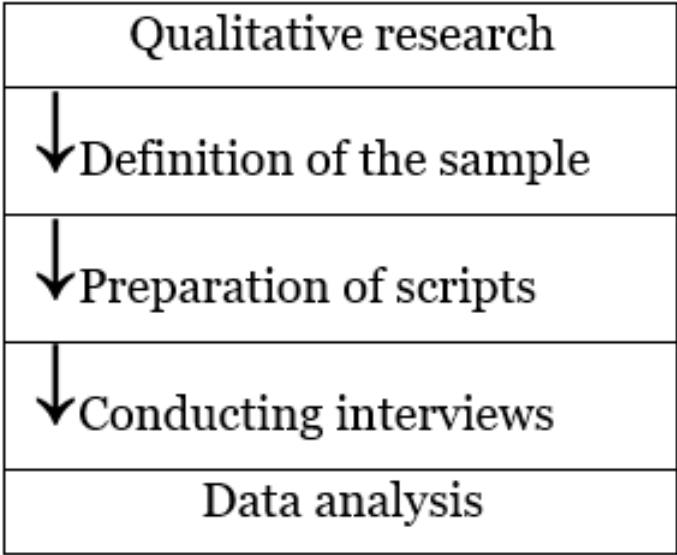 Qualitative research
Definition of the sample
Preparation of scripts
Conducting interviews
Data analysis